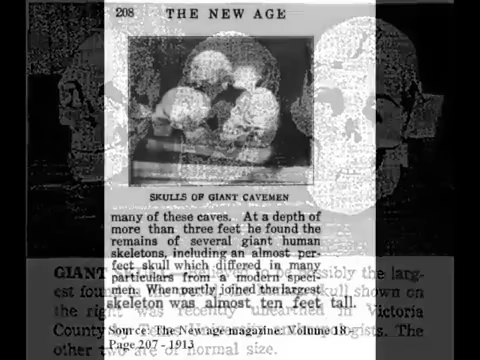 208 THE NEW AGE
SKULLS OF GIANT CAVEMEN
many of these caves. At a depth of
more than three feet he found the
remains of several giant human
skeletons, including an almost per-
fect skull which differed in many
particulars from a modern speci-
men. When partly joined the largest
skeleton was almost ten feet tall.
Source: The New age magazine. Volume 18 -
Page 207 - 1913
GIANT possibly the larg-
est skull shown on
the right was recently unearthed in Victoria
County The
other two are of normal size.